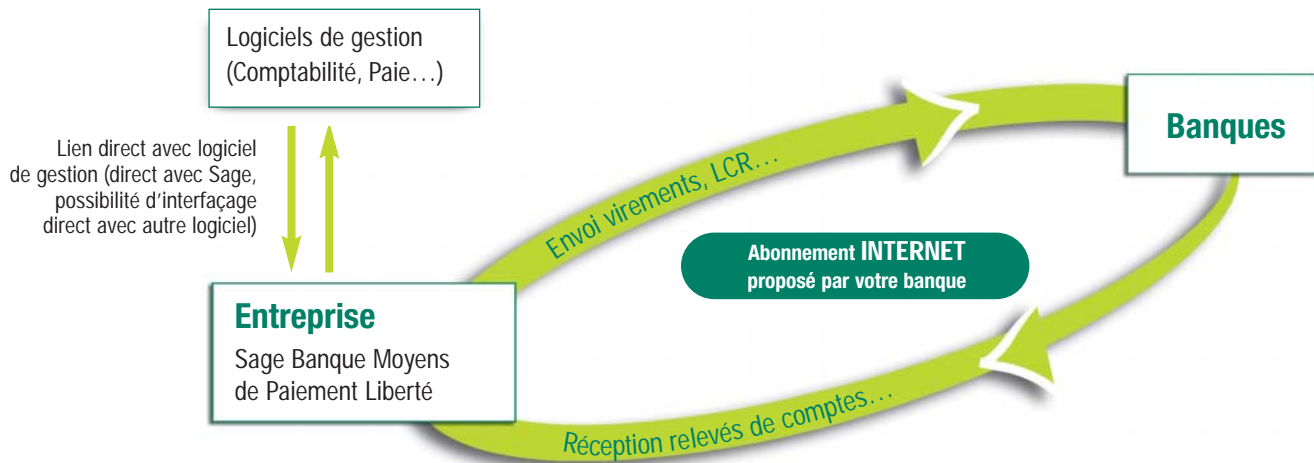 Logiciels de gestion
(Comptabilité, Paie…)
Lien direct avec logiciel
de gestion (direct avec Sage,
possibilité d’interfaçage
direct avec autre logiciel)
Envoi virements, LCR…
Banques
Abonnement INTERNET
proposé par votre banque
Entreprise
Sage Banque Moyens
de Paiement Liberté
Réception relevés de comptes…